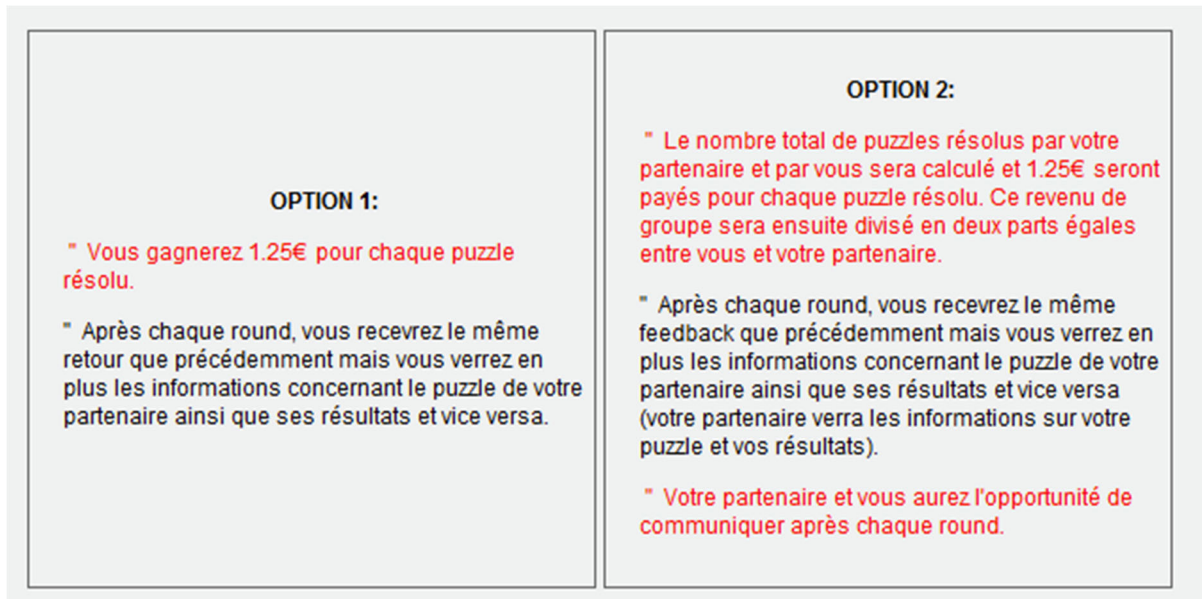 OPTION 1:
" Vous gagnerez 1.25€ pour chaque puzzle
résolu.
" Après chaque round, vous recevrez le même
retour que précédemment mais vous verrez en
plus les informations concernant le puzzle de votre
partenaire ainsi que ses résultats et vice versa.
OPTION 2:
" Le nombre total de puzzles résolus par votre
partenaire et par vous sera calculé et 1.25€ seront
payés pour chaque puzzle résolu. Ce revenu de
groupe sera ensuite divisé en deux parts égales
entre vous et votre partenaire.
" Après chaque round, vous recevrez le même
feedback que précédemment mais vous verrez en
plus les informations concernant le puzzle de votre
partenaire ainsi que ses résultats et vice versa
(votre partenaire verra les informations sur votre
puzzle et vos résultats).
" Votre partenaire et vous aurez l'opportunité de
communiquer après chaque round.